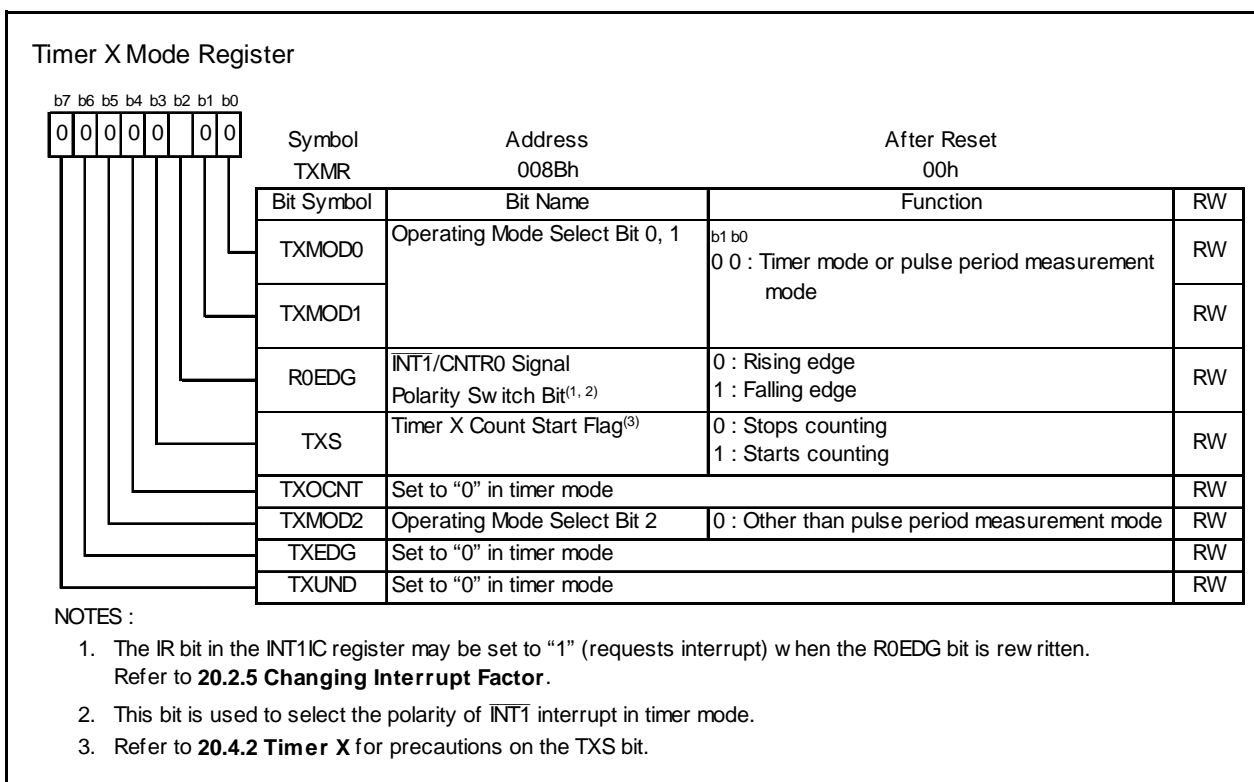 Timer X Mode Register
b7 b6 b5 b4 b3 b2 b1 b0
0 0 0 0 0 0 0
Symbol Address After Reset
TXMR 008Bh 00h
Bit Symbol Bit Name Function RW
TXMOD0 Operating Mode Select Bit 0, 1 b1 b0 RW
0 0 : Timer mode or pulse period measurement
mode
TXMOD1 RW
R0EDG INT1/CNTR0 Signal 0 : Rising edge RW
Polarity Switch Bit(1, 2) 1 : Falling edge
TXS Timer X Count Start Flag(3) 0 : Stops counting RW
1 : Starts counting
TXOCNT Set to “0” in timer mode RW
TXMOD2 Operating Mode Select Bit 2 0 : Other than pulse period measurement mode RW
TXEDG Set to “0” in timer mode RW
TXUND Set to “0” in timer mode RW
NOTES :
1. The IR bit in the INT1IC register may be set to “1” (requests interrupt) when the R0EDG bit is rewritten.
Refer to 20.2.5 Changing Interrupt Factor.
2. This bit is used to select the polarity of INT1 interrupt in timer mode.
3. Refer to 20.4.2 Timer X for precautions on the TXS bit.